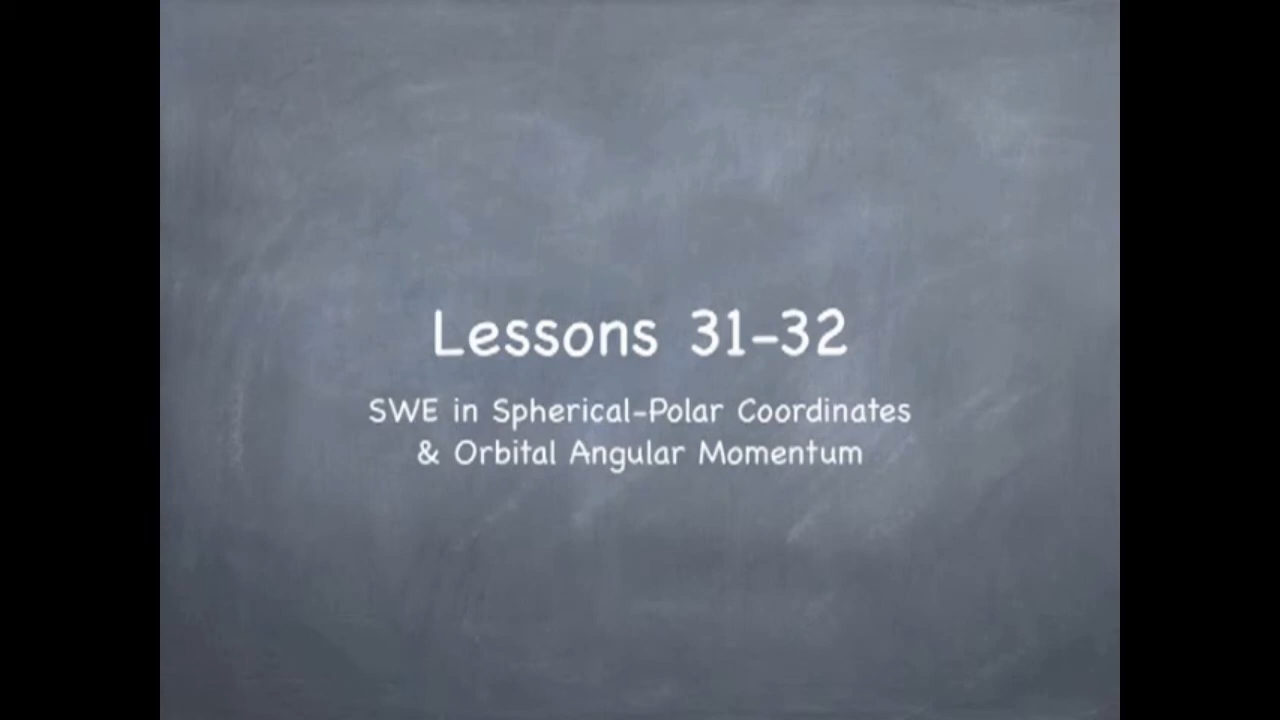 Lessons 31-32
SWE in Spherical-Polar Coordinates
& Orbital Angular Momentum